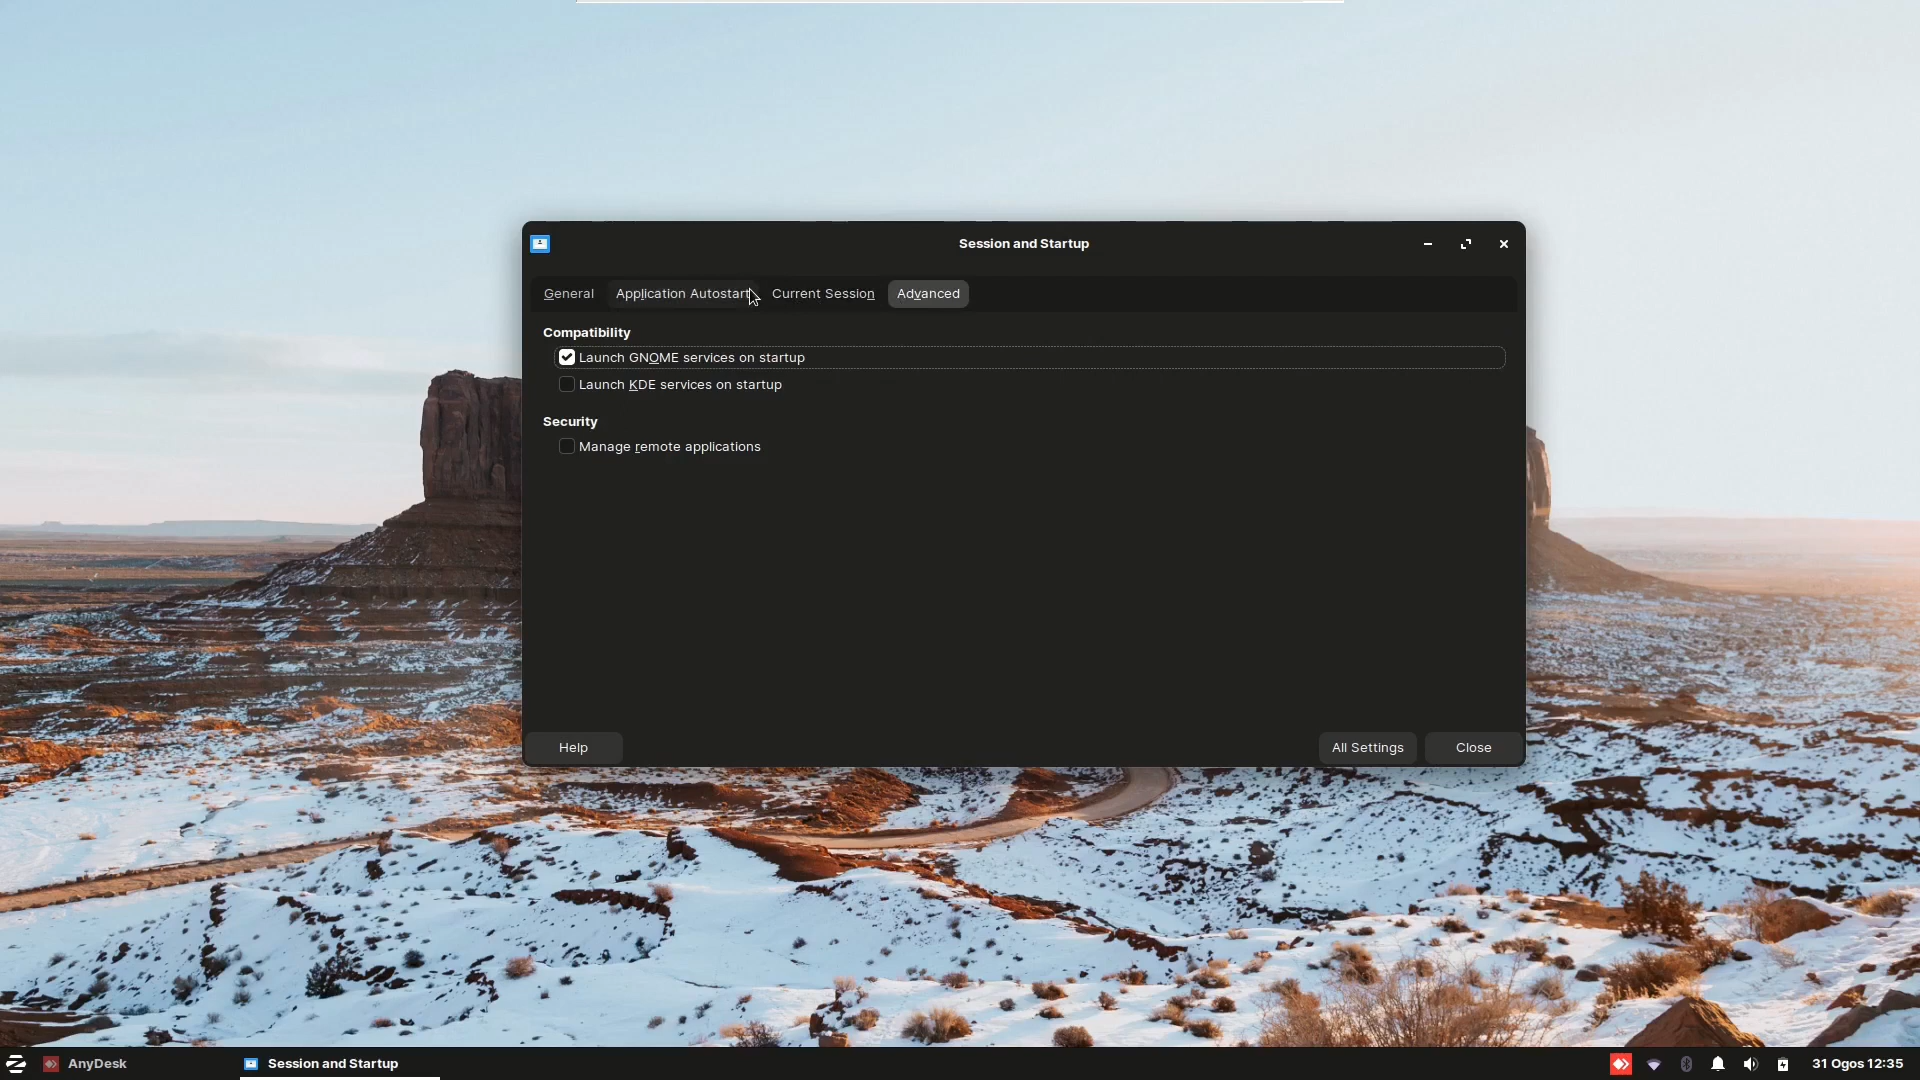 Session and Startup
General Application Autostart Current Session Advanced
Compatibility
Launch GNOME services on startup
Launch KDE services on startup
Security
Manage remote applications
Help All Settings Close
AnyDesk Session and Startup 31 Ogos 12:35